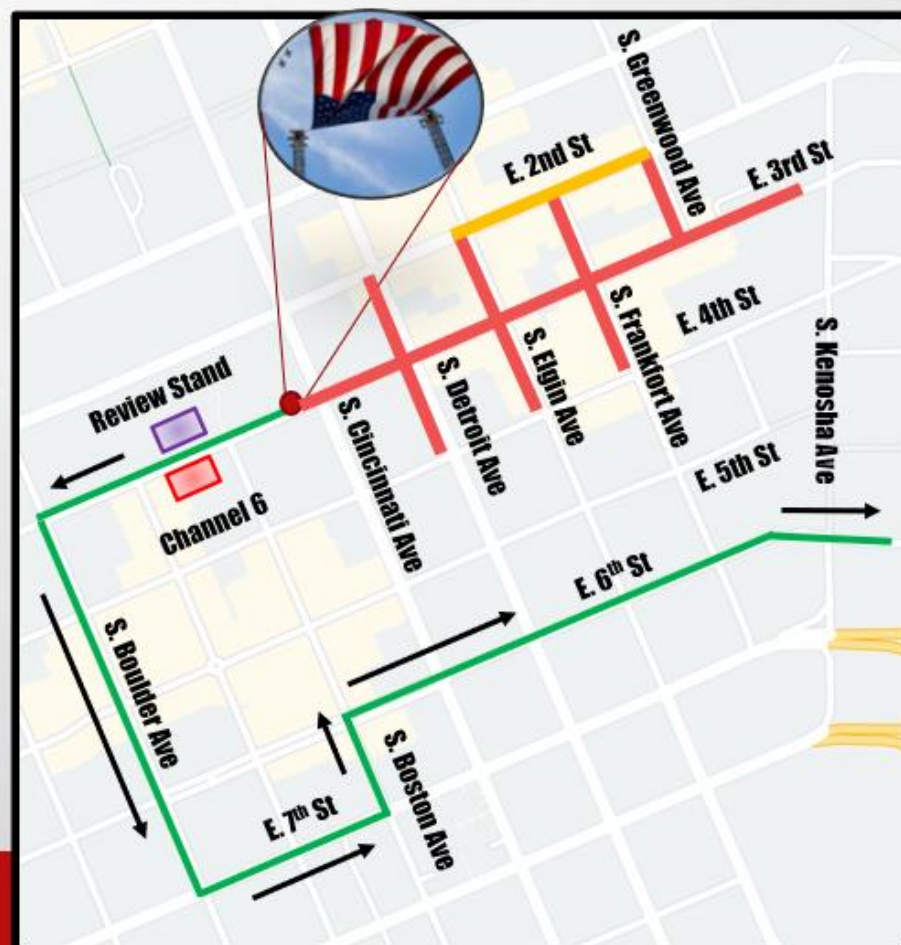 S. Greenwood Ave
E. 2nd St
E. 3rd St
E. 4th St
S. Frankfort Ave
S. Kenosha Ave
S. Elgin Ave
S. Detroit Ave
Review Stand
S. Cincinnati Ave
E. 5th St
Channel 6
E. 6th St
S. Boulder Ave
S. Boston Ave
E. 7th St